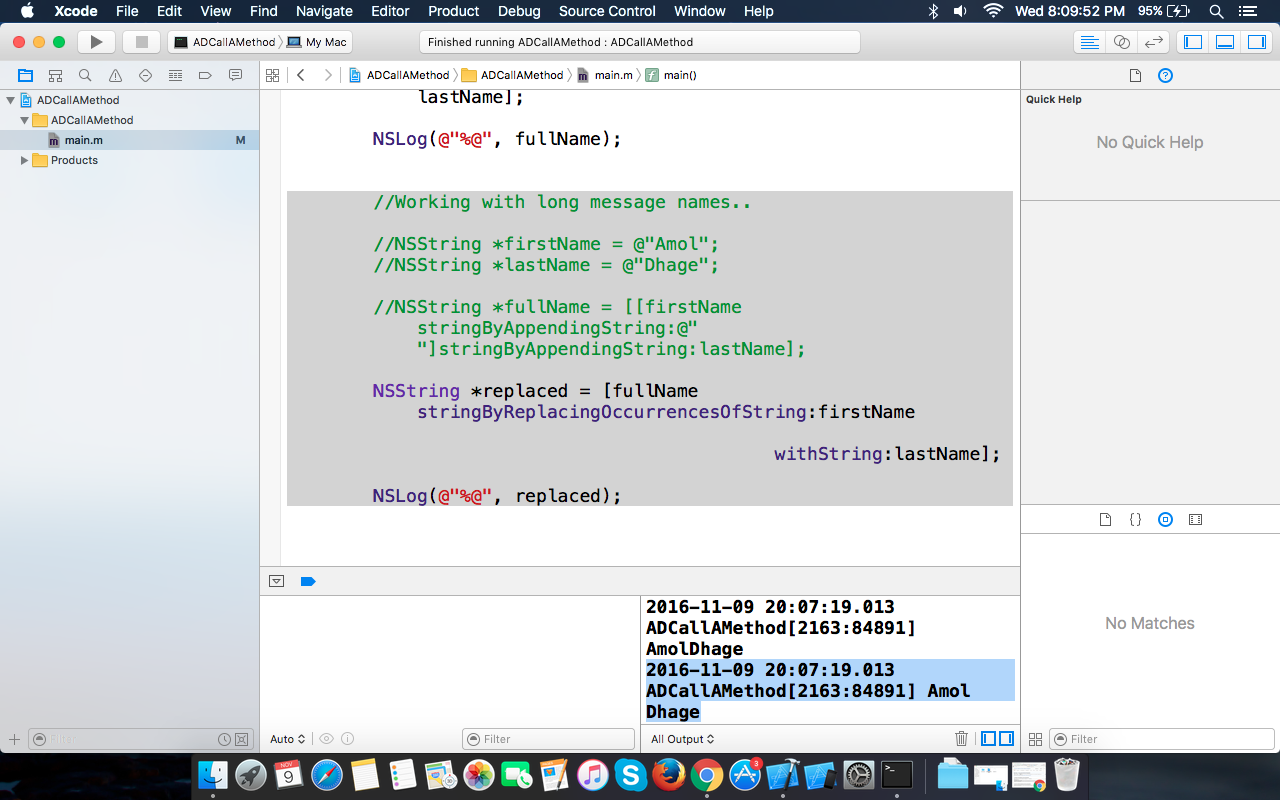 Xcode File Edit View Find Navigate Editor Product Debug Source Control Window Help Wed 8:09:52 PM 95%
ADCallAMethod My Mac Finished running ADCallAMethod : ADCallAMethod
ADCallAMethod ADCallAMethod main.m main()
ADCallAMethod
ADCallAMethod
main.m M
Products
lastName];
NSLog(@"%@", fullName);
//Working with long message names..
//NSString *firstName = @"Amol";
//NSString *lastName = @"Dhage";
//NSString *fullName = [[firstName
stringByAppendingString:@"
"]stringByAppendingString:lastName];
NSString *replaced = [fullName
stringByReplacingOccurrencesOfString:firstName
withString:lastName];
NSLog(@"%@", replaced);
Quick Help
No Quick Help
No Matches
2016-11-09 20:07:19.013
ADCallAMethod[2163:84891]
AmolDhage
2016-11-09 20:07:19.013
ADCallAMethod[2163:84891] Amol
Dhage
Auto Filter All Output Filter
NOV
9
3